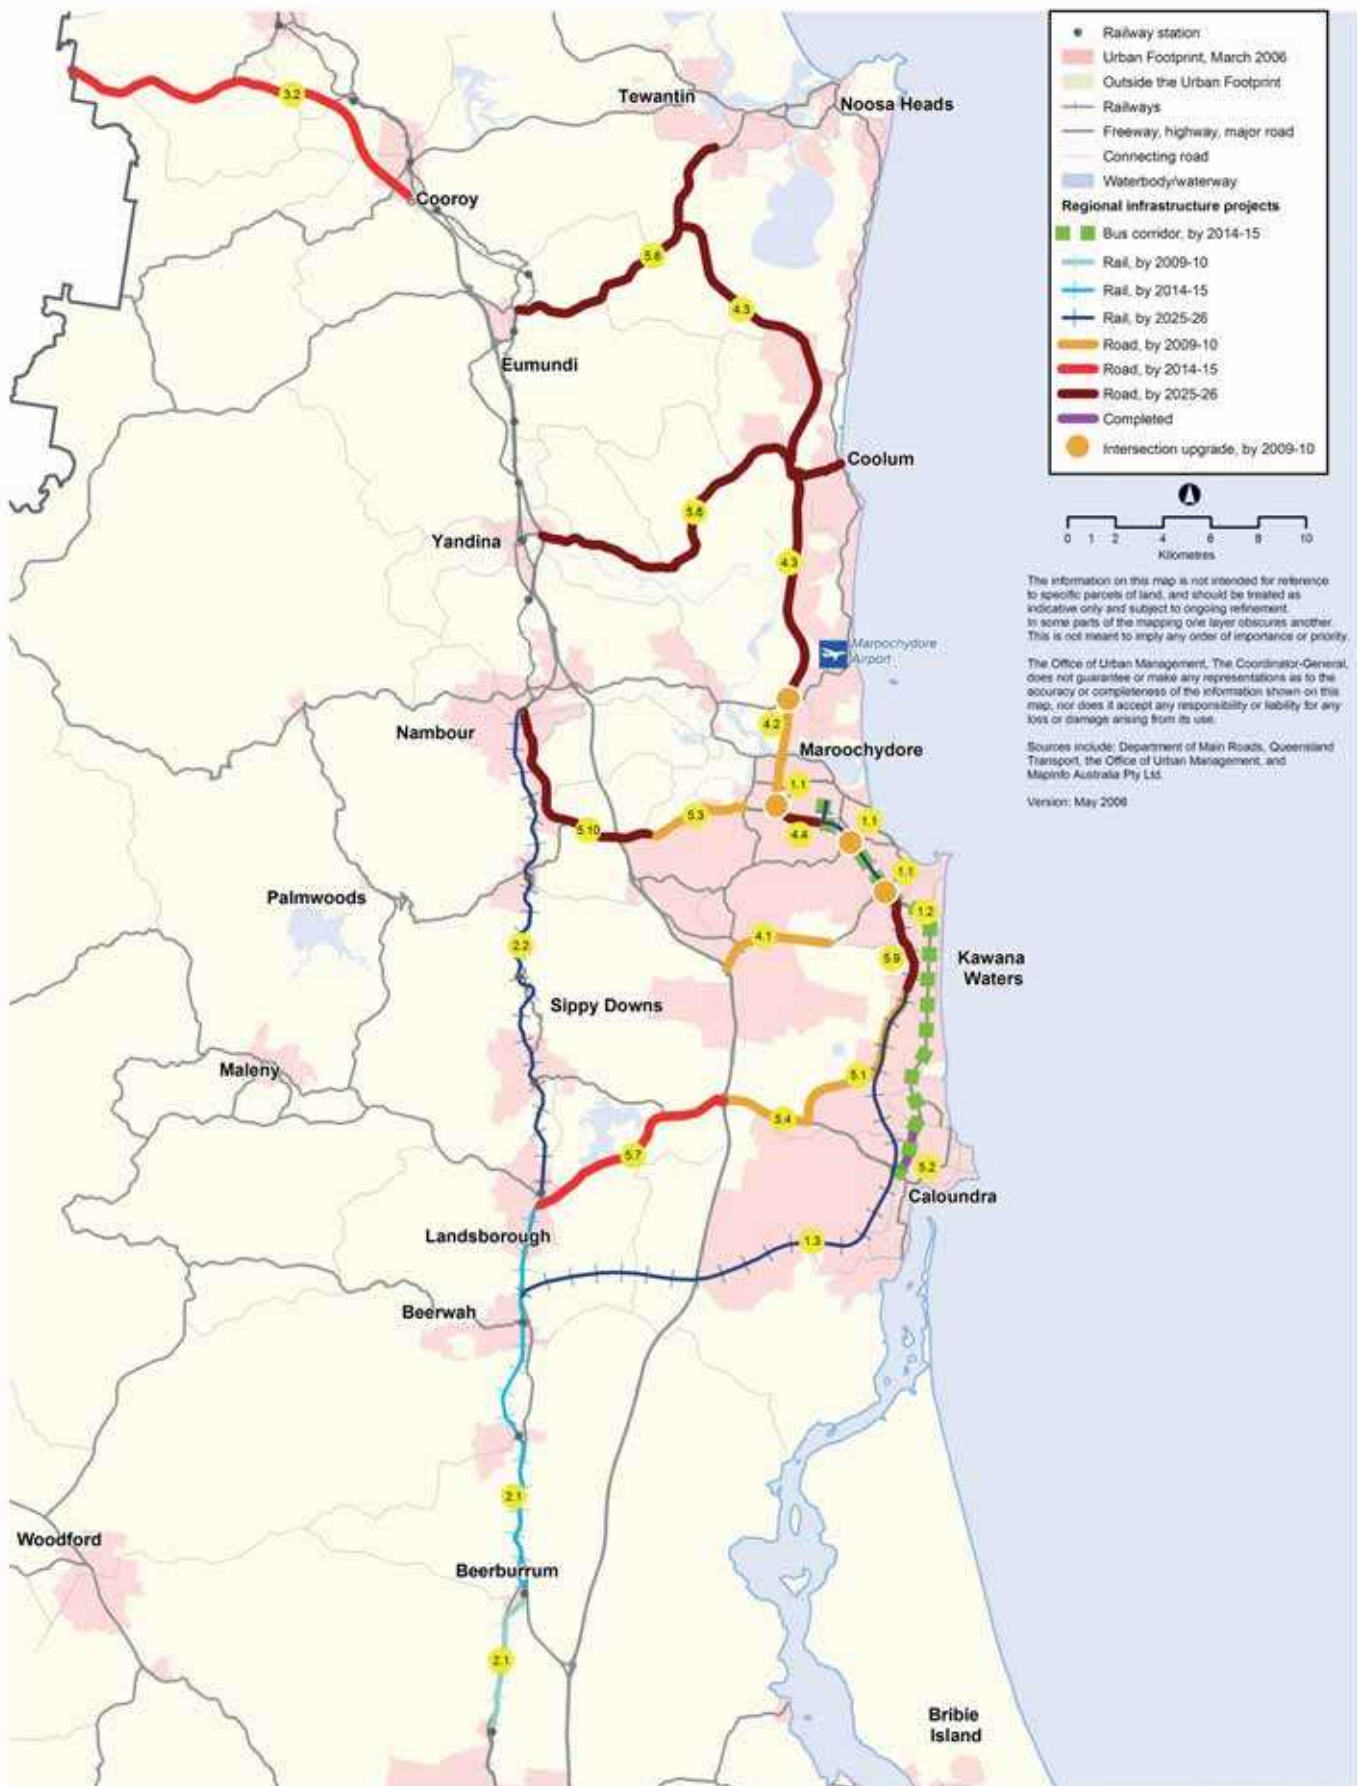 Railway station
Urban Footprint, March 2006
Outside the Urban Footprint
Railways
Freeway, highway, major road
Connecting road
Waterbody/waterway
Regional infrastructure projects
Bus corridor, by 2014-15
Rail, by 2009-10
Rail, by 2014-15
Rail, by 2025-26
Road, by 2009-10
Road, by 2014-15
Road, by 2025-26
Completed
Intersection upgrade, by 2009-10
0 1 2 4 6 8 10
Kilometres
The information on this map is not intended for reference
to specific parcels of land, and should be treated as
indicative only and subject to ongoing refinement.
In some parts of the mapping one layer obscures another.
This is not meant to imply any order of importance or priority.
The Office of Urban Management, The Coordinator-General,
does not guarantee or make any representations as to the
accuracy or completeness of the information shown on this
map, nor does it accept any responsibility or liability for any
loss or damage arising from its use.
Sources include: Department of Main Roads, Queensland
Transport, the Office of Urban Management, and
MapInfo Australia Pty Ltd.
Version: May 2006
3.2
Tewantin
Noosa Heads
Cooroy
5.6
4.3
Eumundi
Coolum
5.6
Yandina
4.3
Maroochydore
Airport
Nambour
4.2
Maroochydore
1.1
5.3
1.1
5.10
4.4
1.1
Palmwoods
1.2
2.2
4.1
5.9
Kawana
Waters
Sippy Downs
Maleny
5.1
5.4
5.7
5.2
Caloundra
Landsborough
1.3
Beerwah
2.1
Woodford
Beerburrum
2.1
Bribie
Island